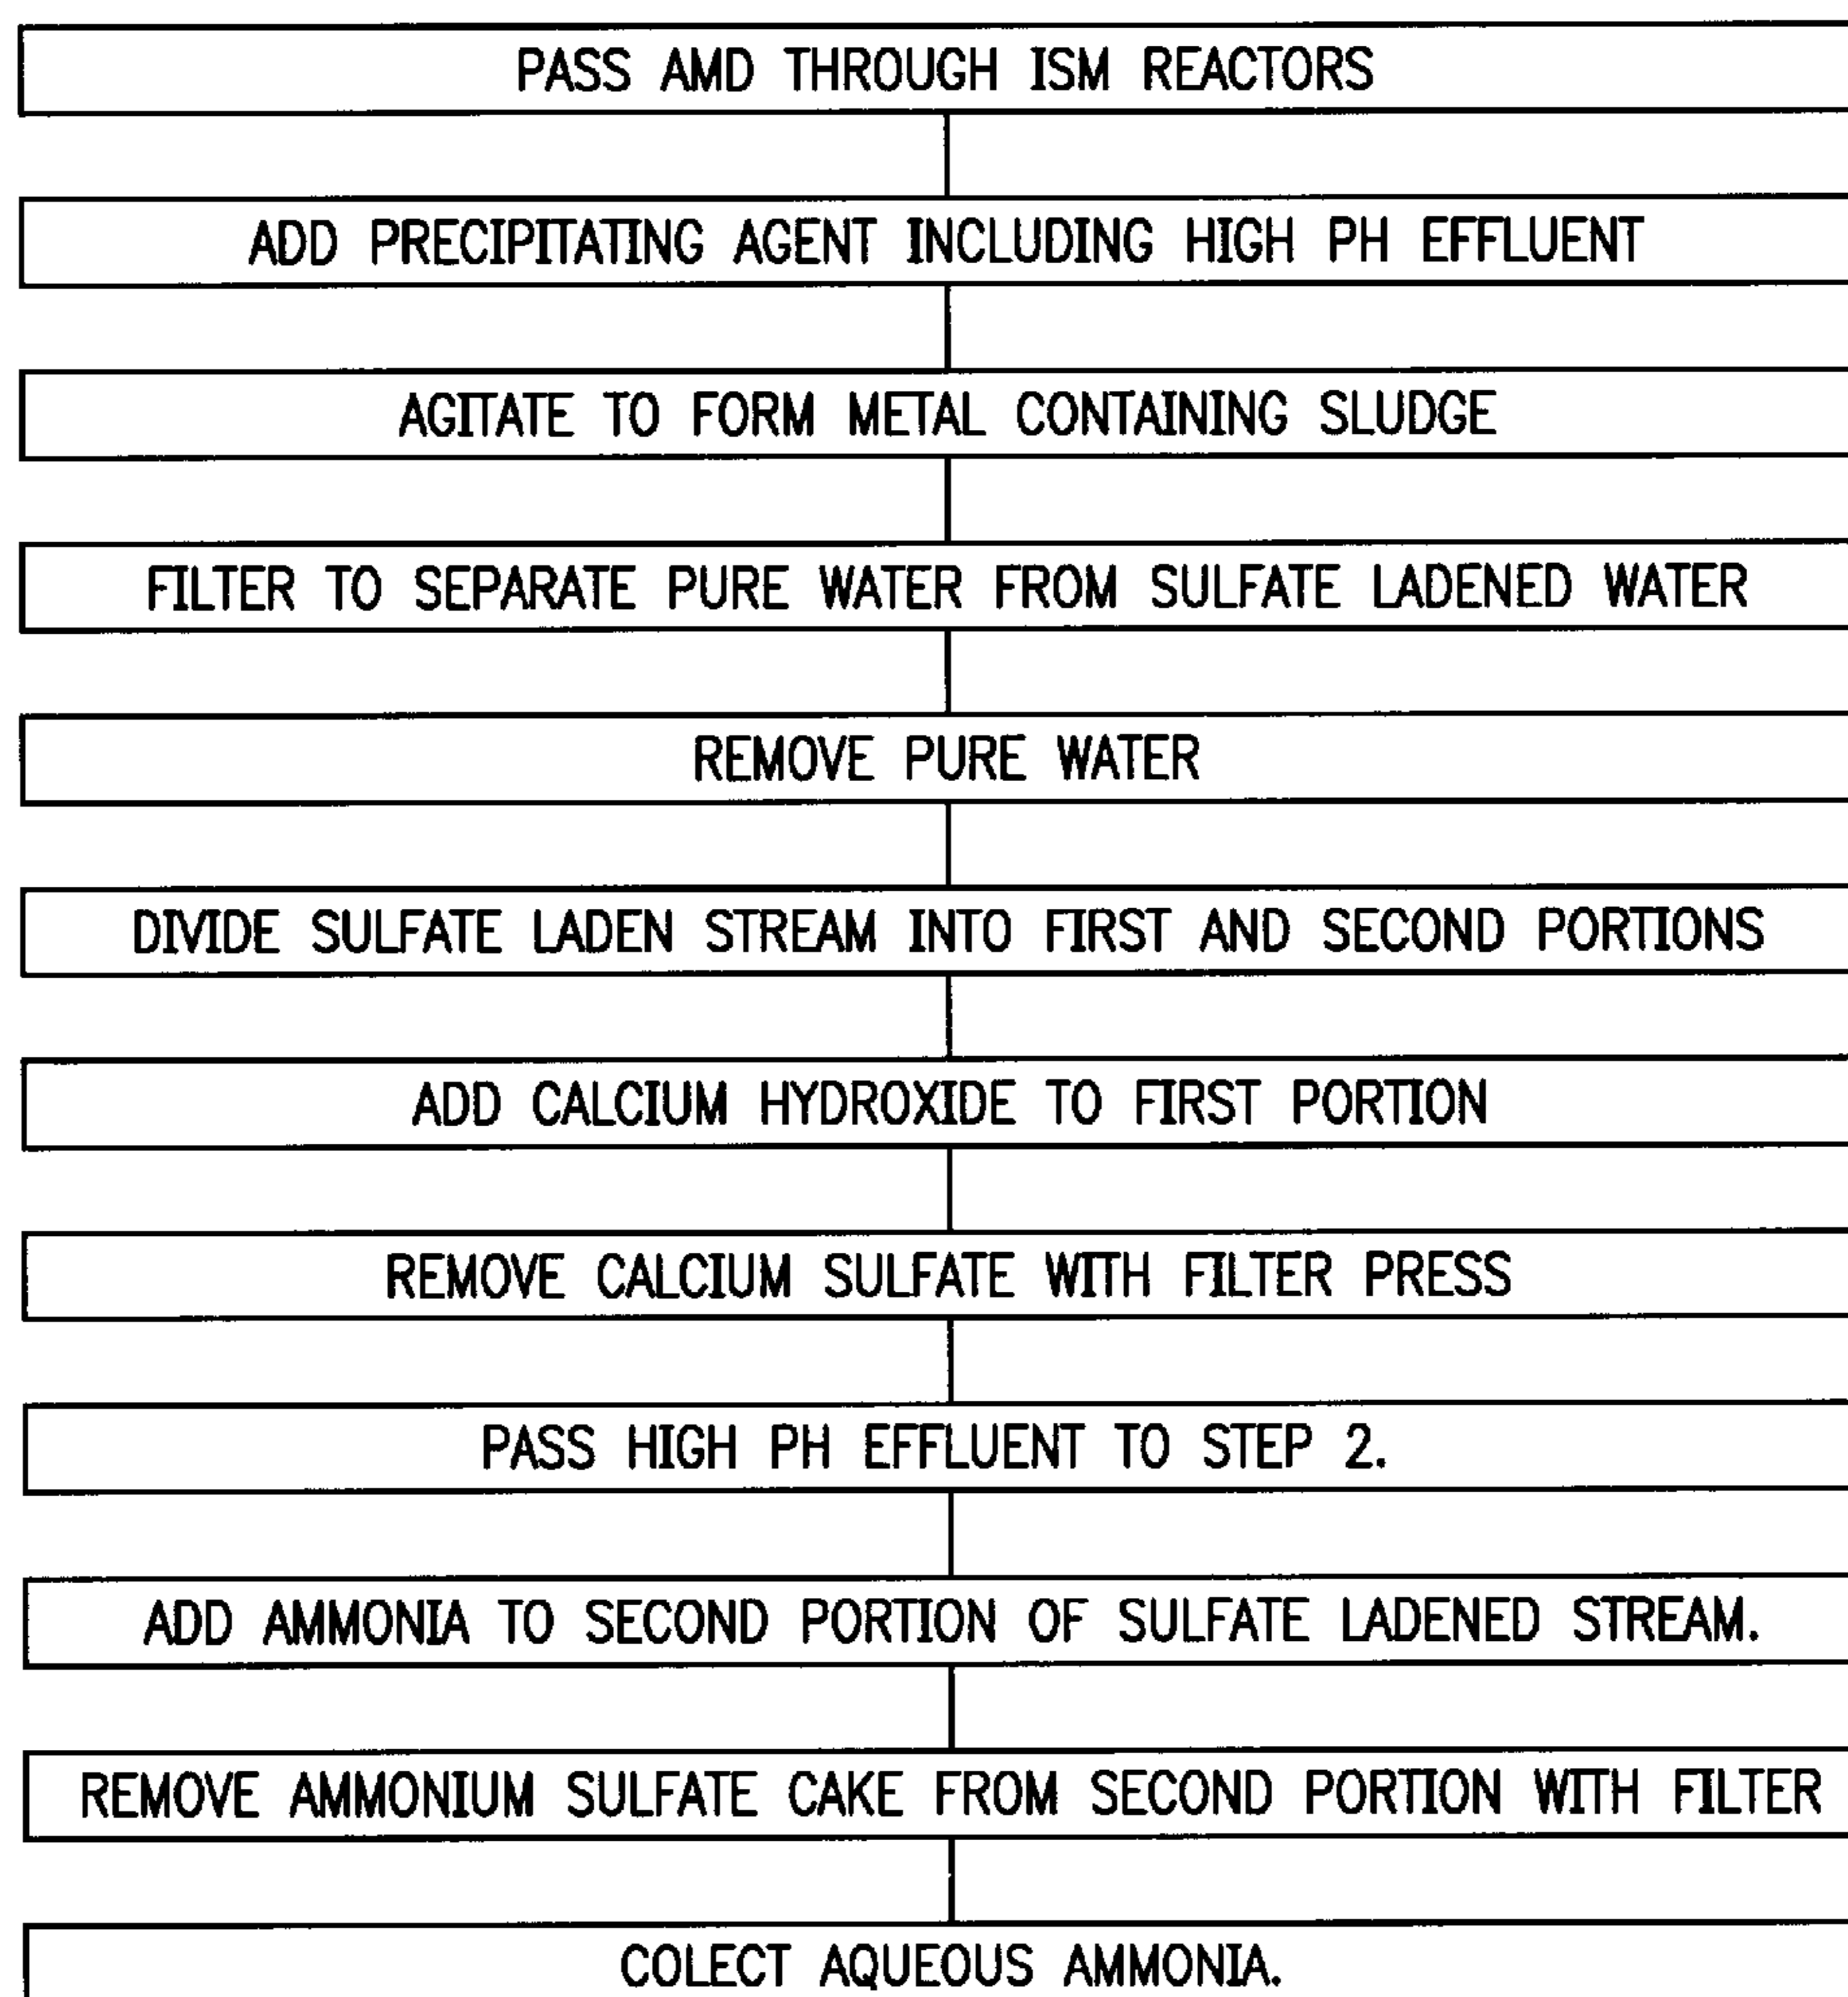 PASS AMD THROUGH ISM REACTORS
ADD PRECIPITATING AGENT INCLUDING HIGH PH EFFLUENT
AGITATE TO FORM METAL CONTAINING SLUDGE
FILTER TO SEPARATE PURE WATER FROM SULFATE LADENED WATER
REMOVE PURE WATER
DIVIDE SULFATE LADEN STREAM INTO FIRST AND SECOND PORTIONS
ADD CALCIUM HYDROXIDE TO FIRST PORTION
REMOVE CALCIUM SULFATE WITH FILTER PRESS
PASS HIGH PH EFFLUENT TO STEP 2.
ADD AMMONIA TO SECOND PORTION OF SULFATE LADENED STREAM.
REMOVE AMMONIUM SULFATE CAKE FROM SECOND PORTION WITH FILTER
COLECT AQUEOUS AMMONIA.